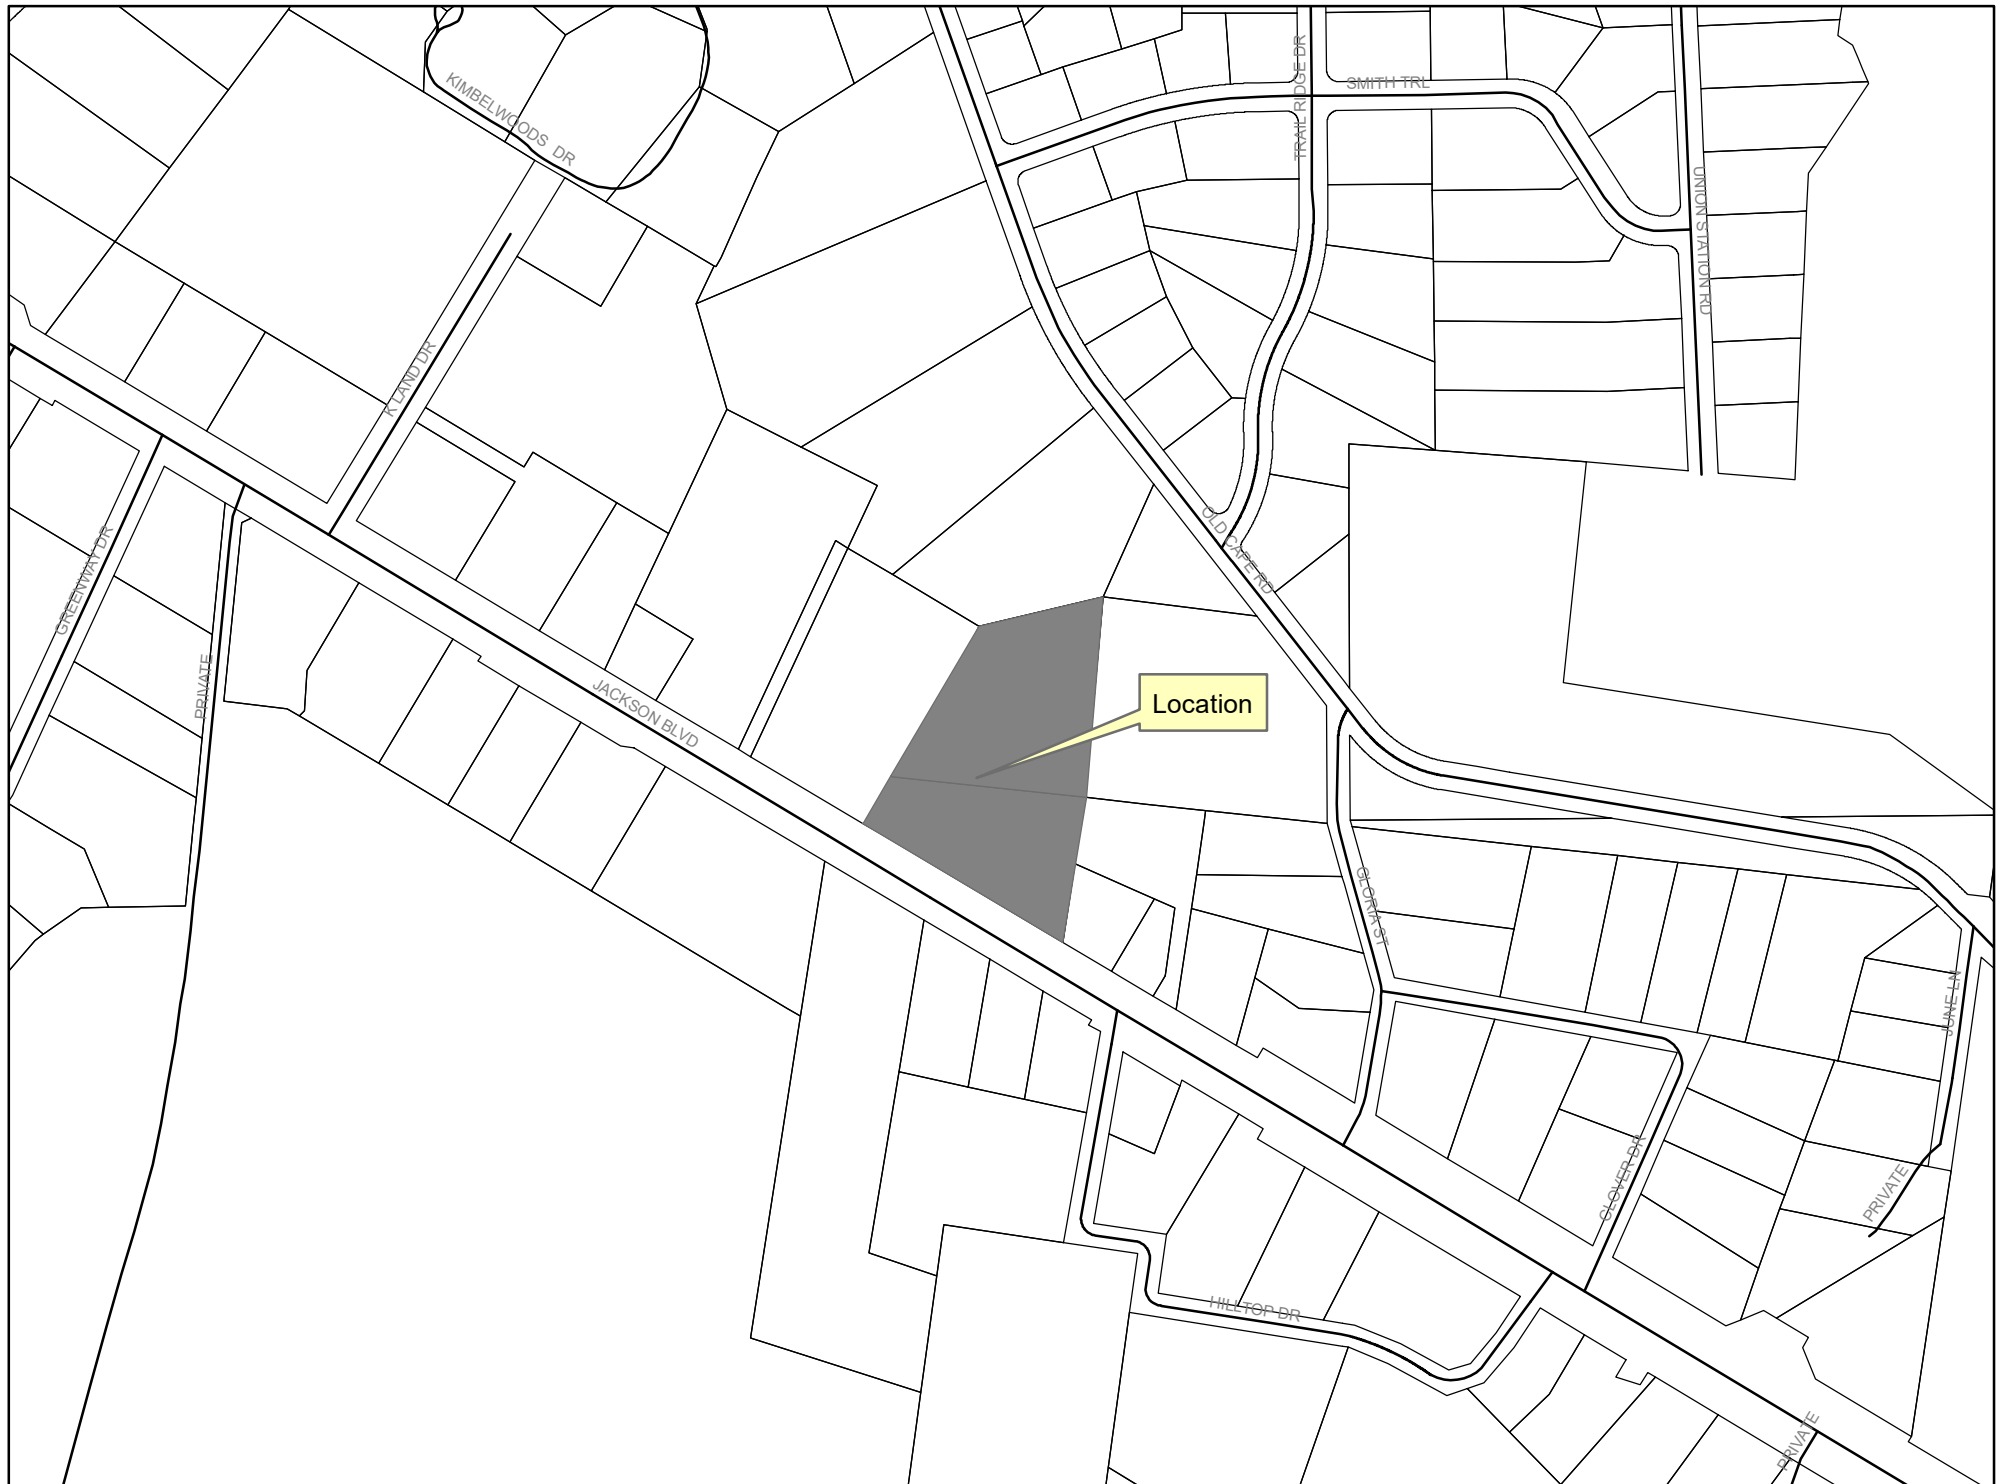 KIMBELWOODS DR
TRAIL RIDGE DR
SMITH TRL
UNION STATION RD
K LAND DR
GREENWAY DR
OLD CAPE RD
PRIVATE
JACKSON BLVD
Location
GLORIA ST
JUNE LN
GLOVER DR
PRIVATE
HILLTOP DR
PRIVATE